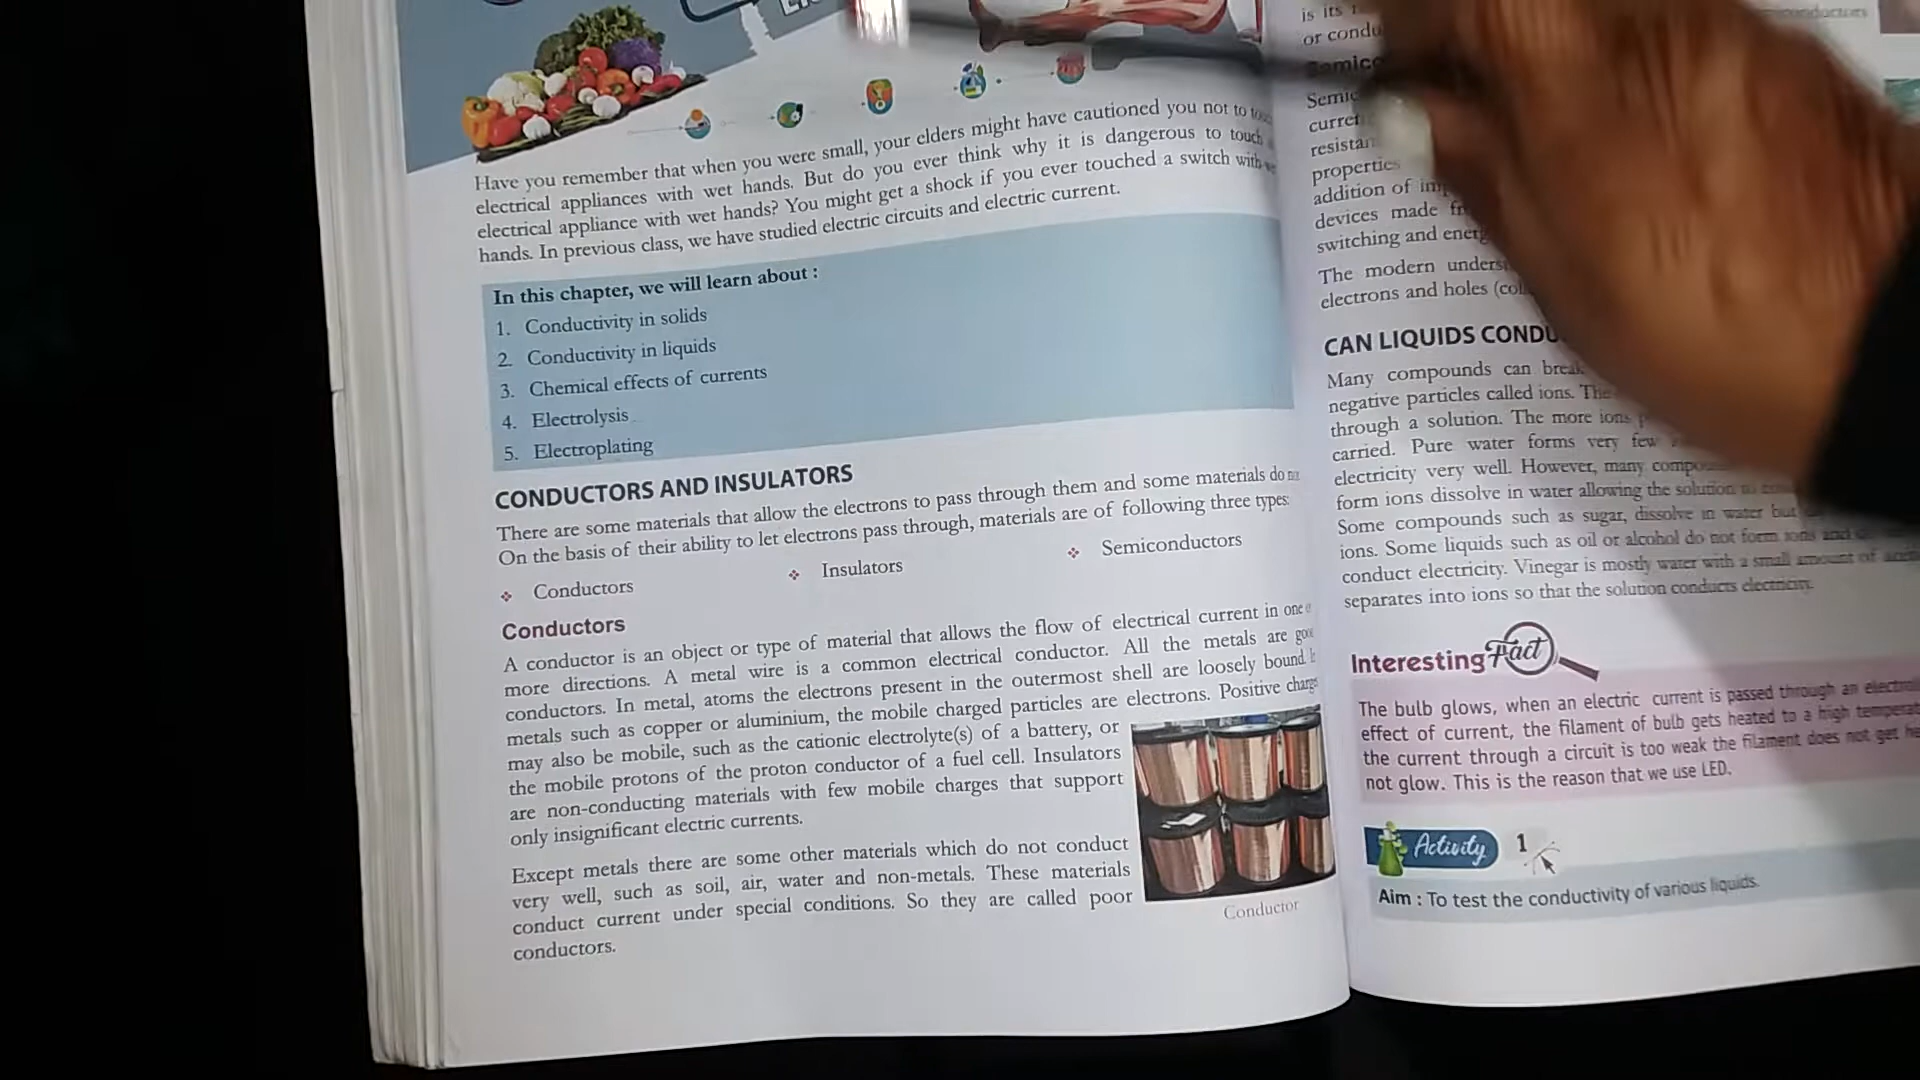 Have you remember that when you were small, your elders might have cautioned you not to
electrical appliances with wet hands. But do you ever think why it is dangerous to touch
electrical appliance with wet hands? You might get a shock if you ever touched a switch with
hands. In previous class, we have studied electric circuits and electric current.
In this chapter, we will learn about :
1. Conductivity in solids
2. Conductivity in liquids
3. Chemical effects of currents
4. Electrolysis
5. Electroplating
CONDUCTORS AND INSULATORS
There are some materials that allow the electrons to pass through them and some materials do
On the basis of their ability to let electrons pass through, materials are of following three types:
❖ Conductors ❖ Insulators ❖ Semiconductors
Conductors
A conductor is an object or type of material that allows the flow of electrical current in one
more directions. A metal wire is a common electrical conductor. All the metals are
conductors. In metal, atoms the electrons present in the outermost shell are loosely bound
metals such as copper or aluminium, the mobile charged particles are electrons. Positive
may also be mobile, such as the cationic electrolyte(s) of a battery, or
the mobile protons of the proton conductor of a fuel cell. Insulators
are non-conducting materials with few mobile charges that support
only insignificant electric currents.
Except metals there are some other materials which do not conduct
very well, such as soil, air, water and non-metals. These materials
conduct current under special conditions. So they are called poor
conductors.
Conductor
is its
or
properties
addition of
devices made
switching and
The modern
electrons and holes
CAN LIQUIDS
Many compounds can
negative particles called ions.
through a solution. The more ions
carried. Pure water forms very few
electricity very well. However, many
form ions dissolve in water allowing the solution to
Some compounds such as sugar, dissolve in water but
ions. Some liquids such as oil or alcohol do not form ions and
conduct electricity. Vinegar is mostly water with a small amount of
separates into ions so that the solution conducts electricity.
Interesting Fact
The bulb glows, when an electric current is passed through an
effect of current, the filament of bulb gets heated to a high
the current through a circuit is too weak the filament does not get
not glow. This is the reason that we use LED.
Activity 1
Aim : To test the conductivity of various liquids.